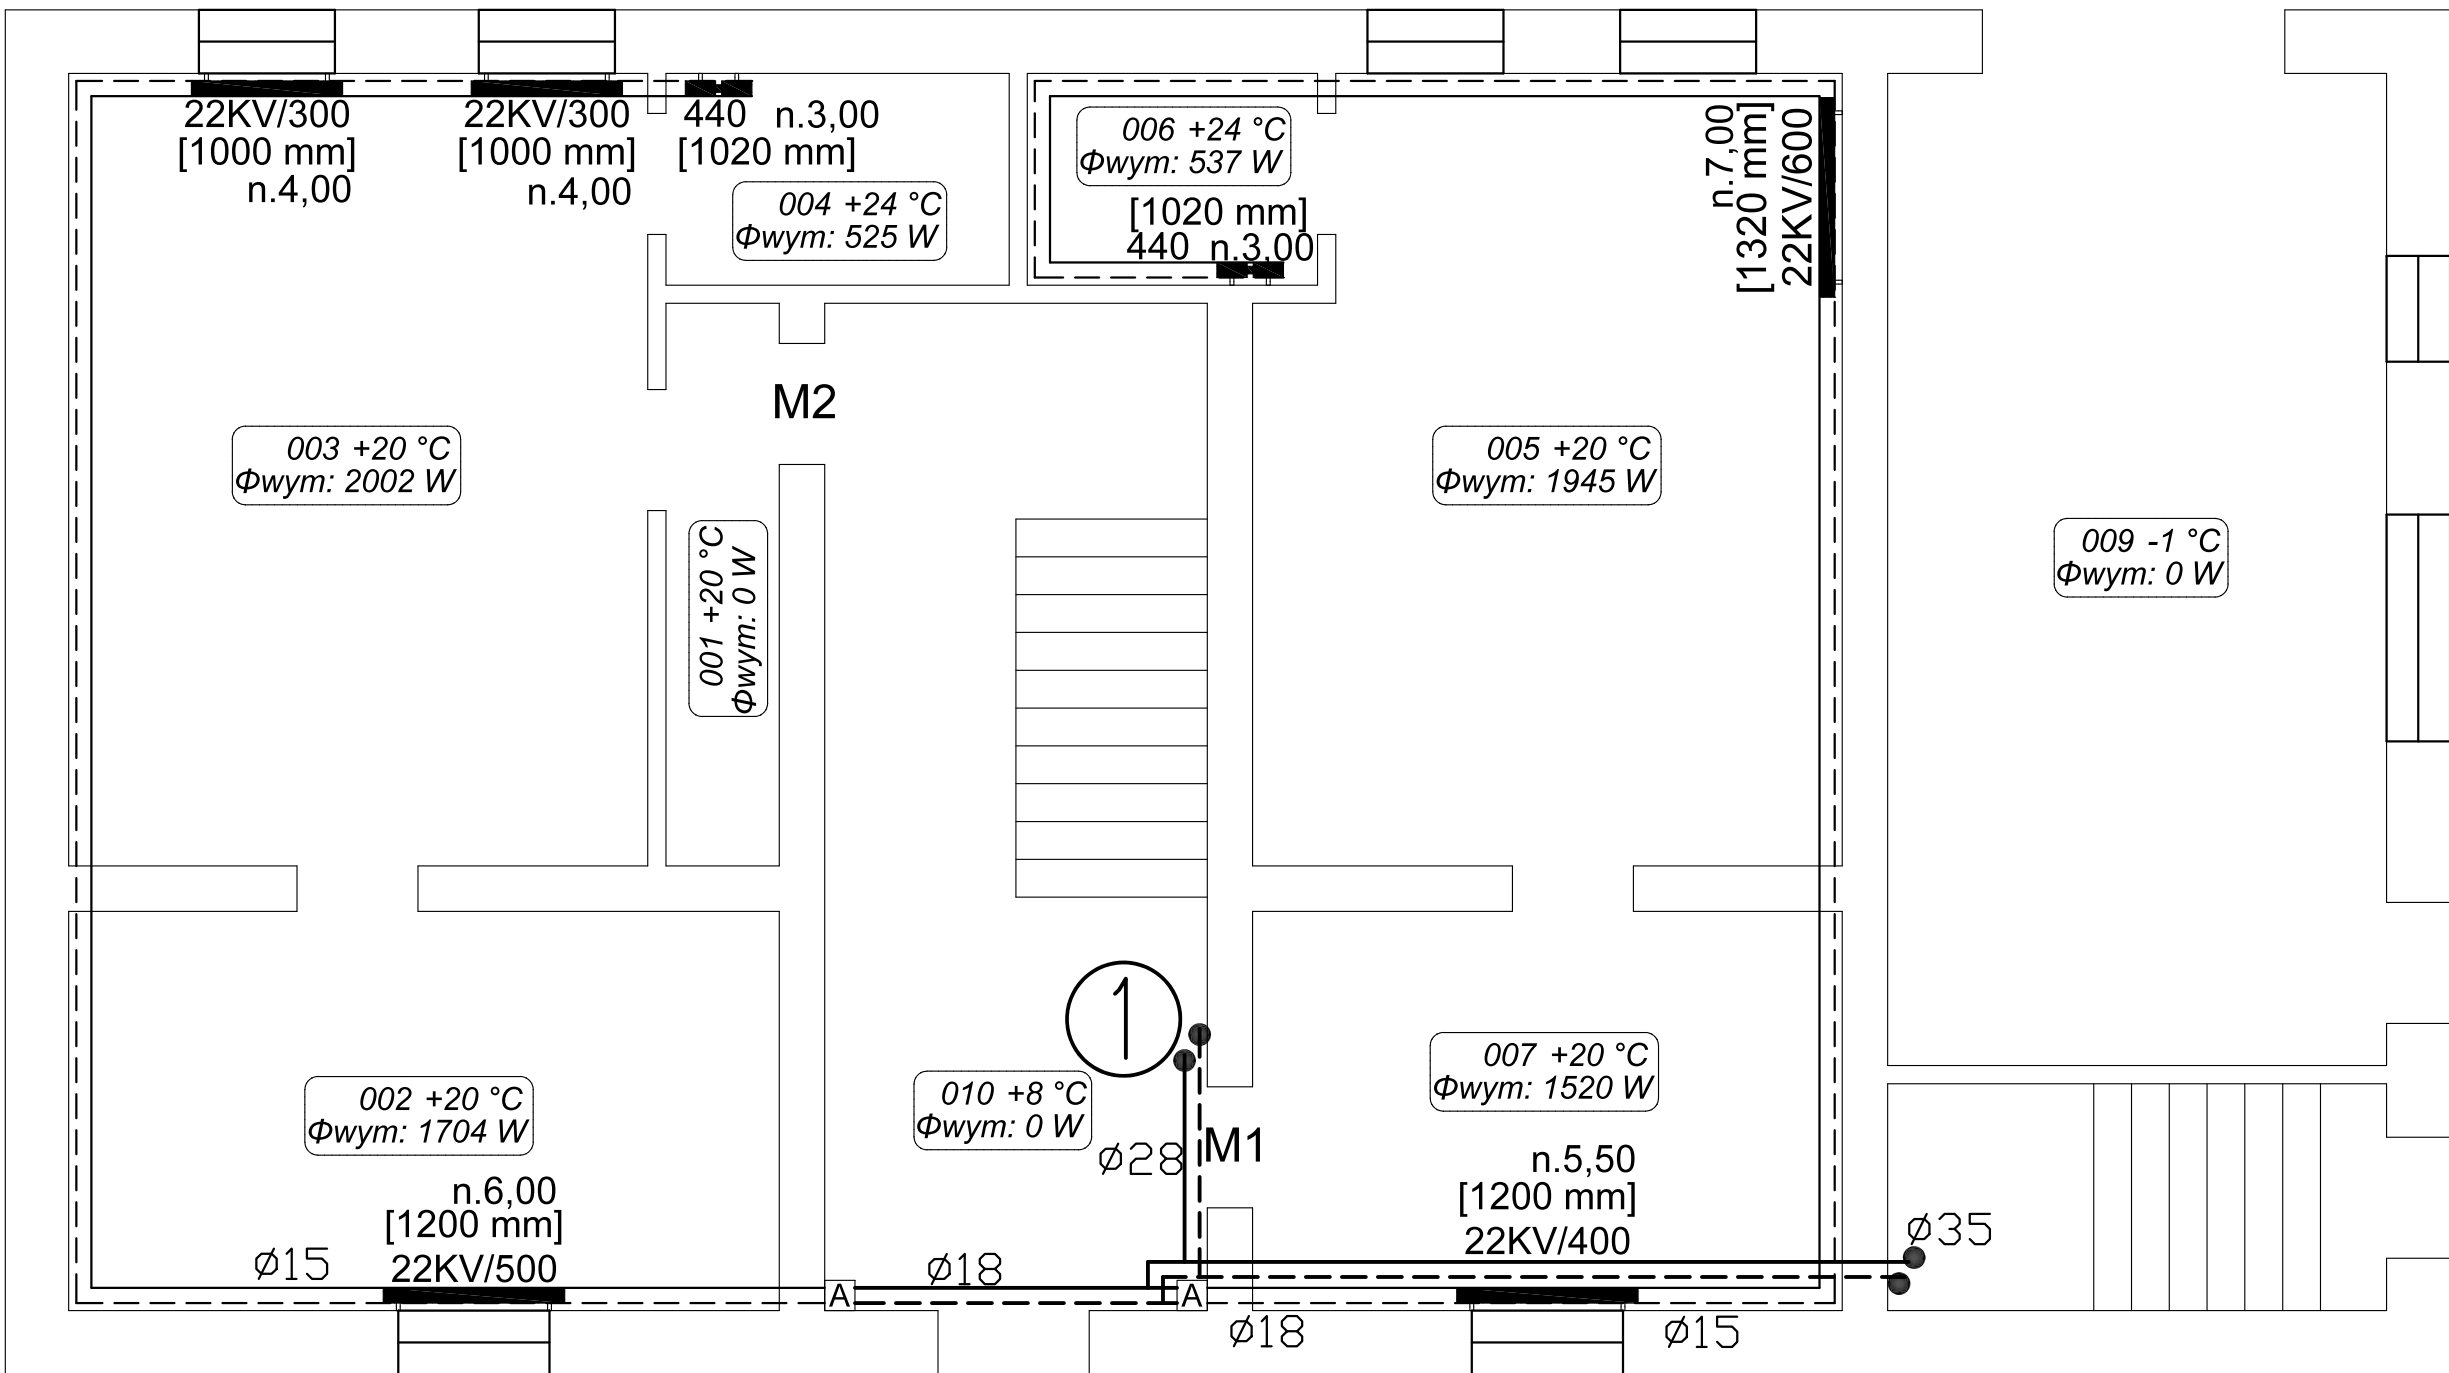 22KV/300
[1000 mm]
n.4,00
22KV/300
[1000 mm]
n.4,00
440 n.3,00
[1020 mm]
004 +24 °C
Φwym: 525 W
006 +24 °C
Φwym: 537 W
[1020 mm]
440 n.3,00
n.7,00
[1320 mm]
22KV/600
M2
003 +20 °C
Φwym: 2002 W
005 +20 °C
Φwym: 1945 W
001 +20 °C
Φwym: 0 W
009 -1 °C
Φwym: 0 W
1
002 +20 °C
Φwym: 1704 W
010 +8 °C
Φwym: 0 W
007 +20 °C
Φwym: 1520 W
ø28
M1
n.6,00
[1200 mm]
22KV/500
n.5,50
[1200 mm]
22KV/400
ø35
ø15
ø18
A
A
ø18
ø15